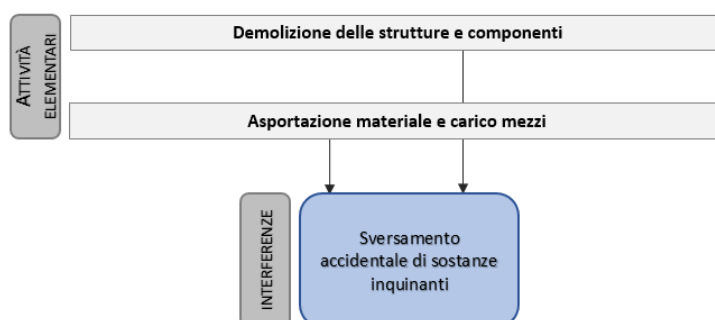 ATTIVITÀ
ELEMENTARI
Demolizione delle strutture e componenti
Asportazione materiale e carico mezzi
INTERFERENZE
Sversamento
accidentale di sostanze
inquinanti